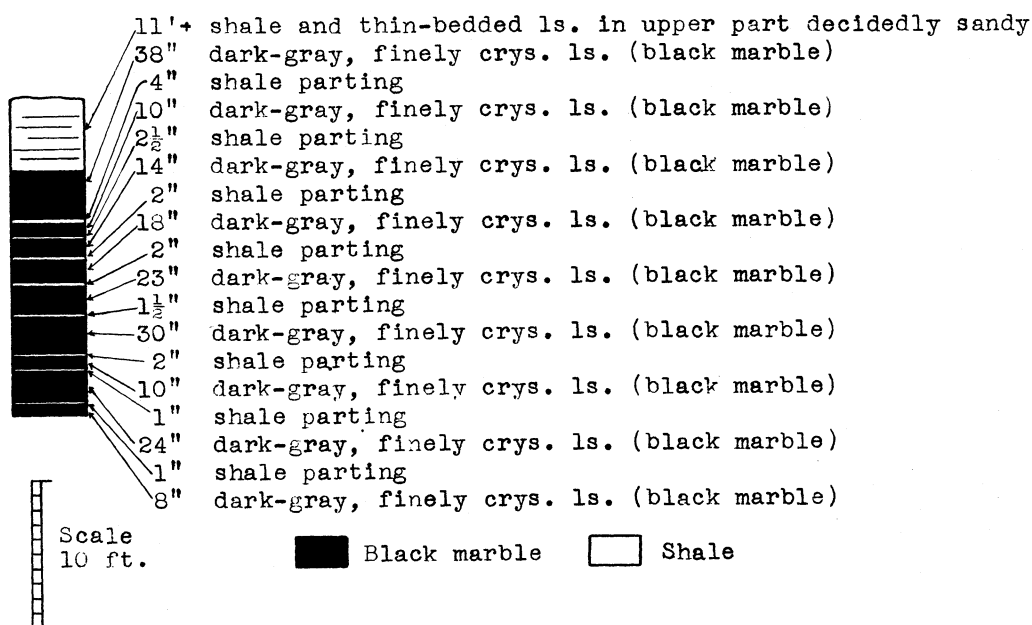 11'+ shale and thin-bedded ls. in upper part decidedly sandy
38" dark-gray, finely crys. ls. (black marble)
4" shale parting
10" dark-gray, finely crys. ls. (black marble)
2½" shale parting
14" dark-gray, finely crys. ls. (black marble)
2" shale parting
18" dark-gray, finely crys. ls. (black marble)
2" shale parting
23" dark-gray, finely crys. ls. (black marble)
1½" shale parting
30" dark-gray, finely crys. ls. (black marble)
2" shale parting
10" dark-gray, finely crys. ls. (black marble)
1" shale parting
24" dark-gray, finely crys. ls. (black marble)
1" shale parting
8" dark-gray, finely crys. ls. (black marble)
Scale
10 ft.
Black marble
Shale